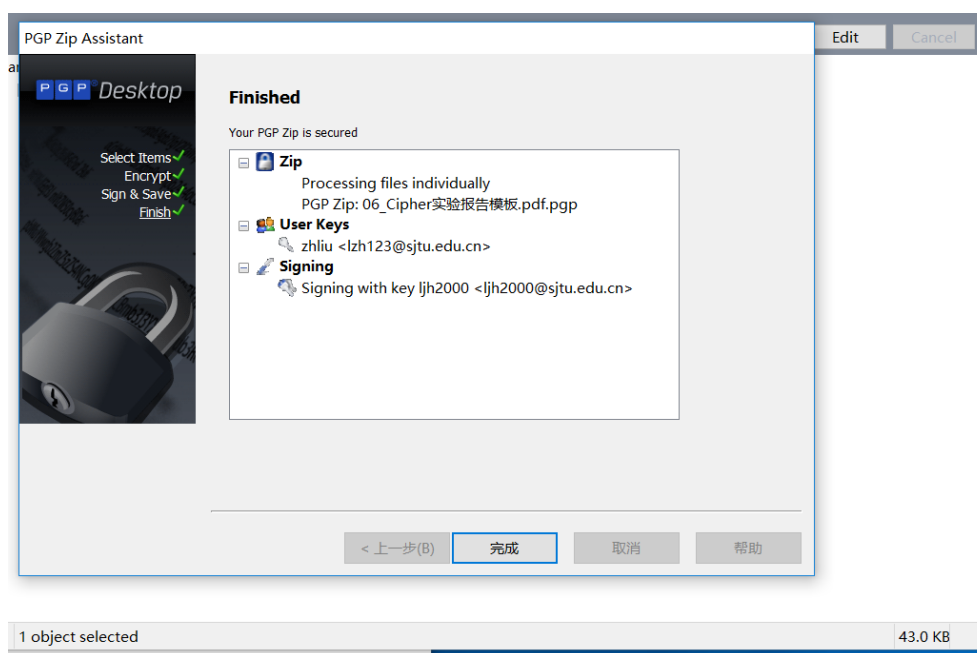 PGP Zip Assistant
Edit
Cancel
PGP Desktop
Select Items
Encrypt
Sign & Save
Finish
Finished
Your PGP Zip is secured
Zip
Processing files individually
PGP Zip: 06_Cipher实验报告模板.pdf.pgp
User Keys
zhliu <lzh123@sjtu.edu.cn>
Signing
Signing with key ljh2000 <ljh2000@sjtu.edu.cn>
< 上一步(B)
完成
取消
帮助
1 object selected
43.0 KB